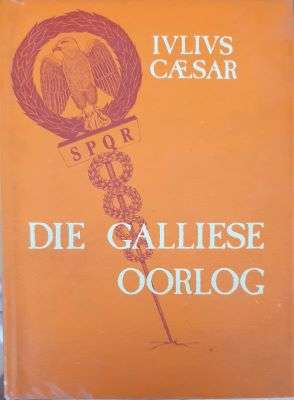 IVLIVS
CÆSAR
SPQR
DIE GALLIESE
OORLOG